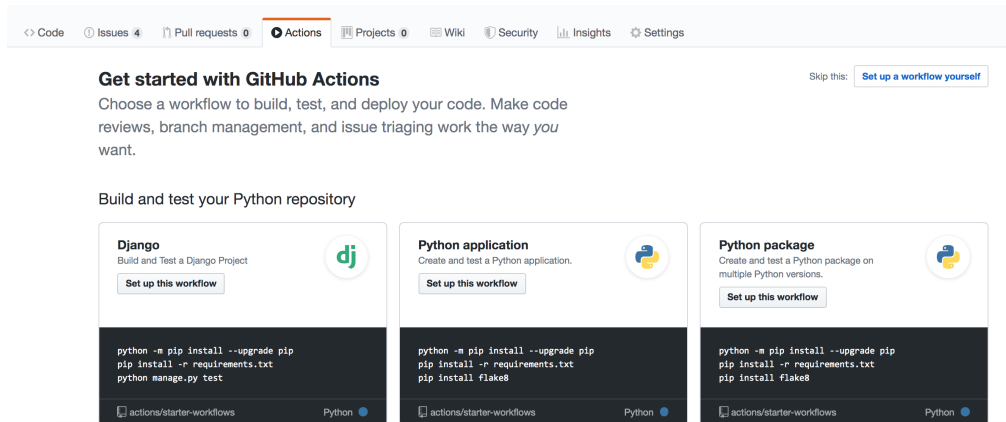 Code Issues 4 Pull requests 0 Actions Projects 0 Wiki Security Insights Settings
Get started with GitHub Actions
Skip this: Set up a workflow yourself
Choose a workflow to build, test, and deploy your code. Make code
reviews, branch management, and issue triaging work the way you
want.
Build and test your Python repository
Django
Build and Test a Django Project
Set up this workflow
dj
python -m pip install --upgrade pip
pip install -r requirements.txt
python manage.py test
actions/starter-workflows Python
Python application
Create and test a Python application.
Set up this workflow
python -m pip install --upgrade pip
pip install -r requirements.txt
pip install flake8
actions/starter-workflows Python
Python package
Create and test a Python package on
multiple Python versions.
Set up this workflow
python -m pip install --upgrade pip
pip install -r requirements.txt
pip install flake8
actions/starter-workflows Python